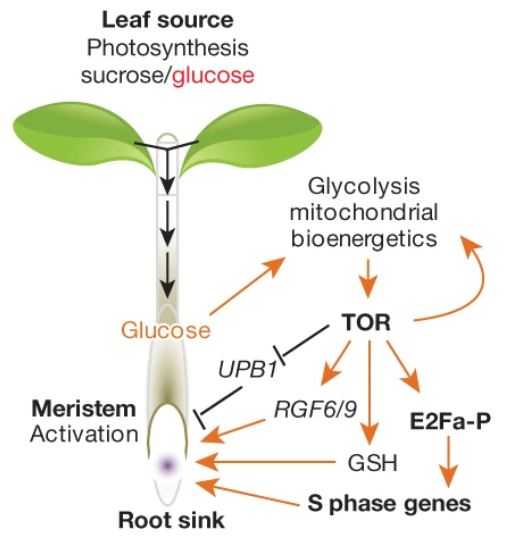 Leaf source
Photosynthesis
sucrose/glucose
Glycolysis
mitochondrial
bioenergetics
Glucose
TOR
UPB1
RGF6/9
E2Fa-P
Meristem
Activation
GSH
S phase genes
Root sink